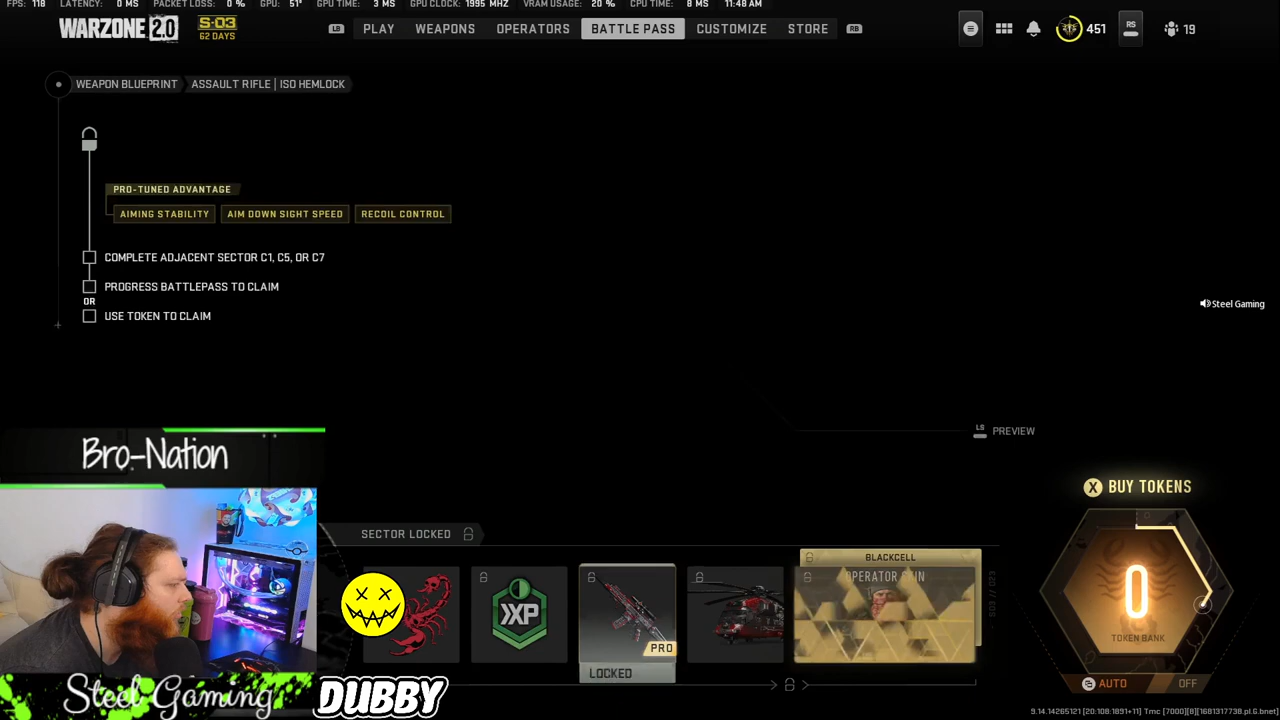 FPS: 118 LATENCY: 0 MS PACKET LOSS: 0 % GPU: 51° GPU TIME: 3 MS GPU CLOCK: 1995 MHZ VRAM USAGE: 20 % CPU TIME: 8 MS 11:48 AM
WARZONE 2.0
S-03
62 DAYS
LB PLAY WEAPONS OPERATORS BATTLE PASS CUSTOMIZE STORE RB
451
RS
19
WEAPON BLUEPRINT ASSAULT RIFLE | ISO HEMLOCK
PRO-TUNED ADVANTAGE
AIMING STABILITY AIM DOWN SIGHT SPEED RECOIL CONTROL
COMPLETE ADJACENT SECTOR C1, C5, OR C7
PROGRESS BATTLEPASS TO CLAIM
OR
USE TOKEN TO CLAIM
Steel Gaming
LS PREVIEW
Bro-Nation
X BUY TOKENS
SECTOR LOCKED
BLACKCELL
OPERATOR SKIN
XP
PRO
LOCKED
0
TOKEN BANK
AUTO OFF
Steel Gaming
DUBBY